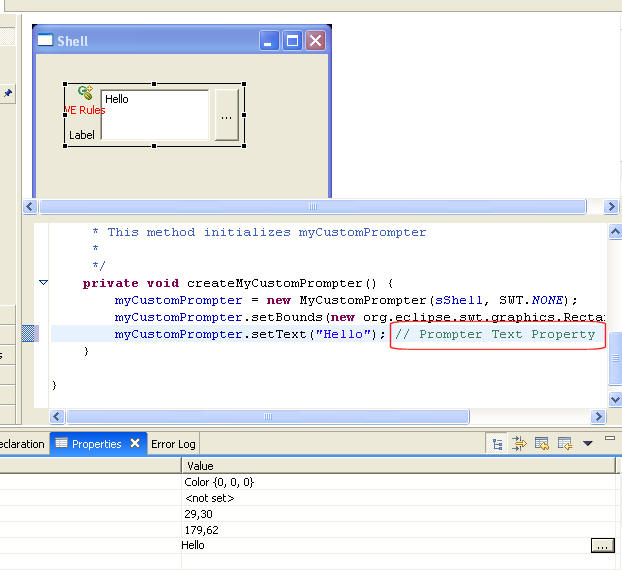 Shell
Hello
VE Rules
...
Label
* This method initializes myCustomPrompter
*
*/
private void createMyCustomPrompter() {
myCustomPrompter = new MyCustomPrompter(sShell, SWT.NONE);
myCustomPrompter.setBounds(new org.eclipse.swt.graphics.Recta
myCustomPrompter.setText("Hello"); // Prompter Text Property
}
}
s
eclaration Properties Error Log
Value
Color {0, 0, 0}
<not set>
29,30
179,62
Hello ...